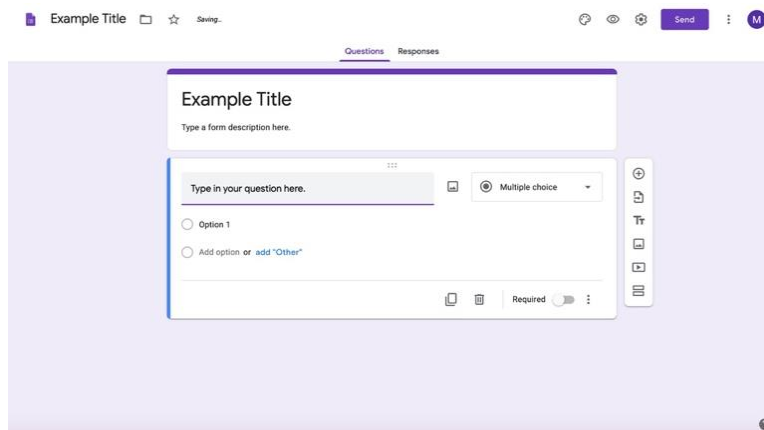 Example Title
Saving...
Send
M
Questions
Responses
Example Title
Type a form description here.
Type in your question here.
Multiple choice
Option 1
Add option or add "Other"
Tт
Required